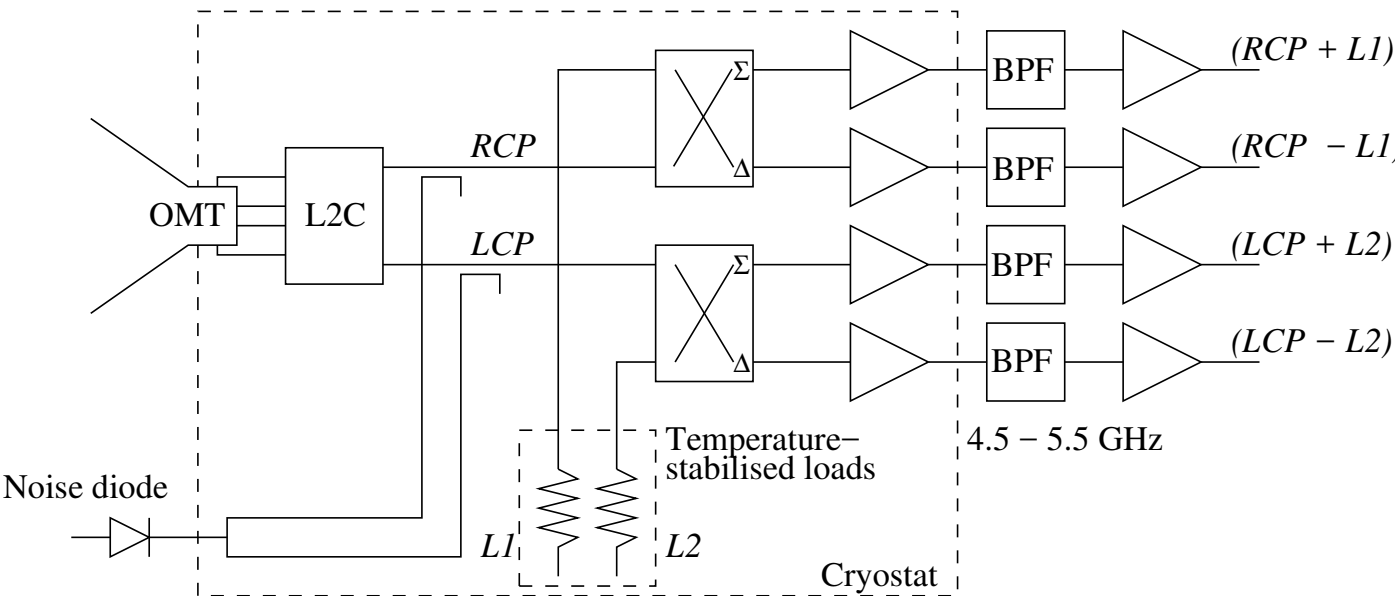 (RCP + L1)
Σ
BPF
RCP
(RCP − L1)
Δ
BPF
OMT
L2C
LCP
(LCP + L2)
Σ
BPF
(LCP − L2)
Δ
BPF
Temperature−
stabilised loads
4.5 − 5.5 GHz
Noise diode
L1
L2
Cryostat